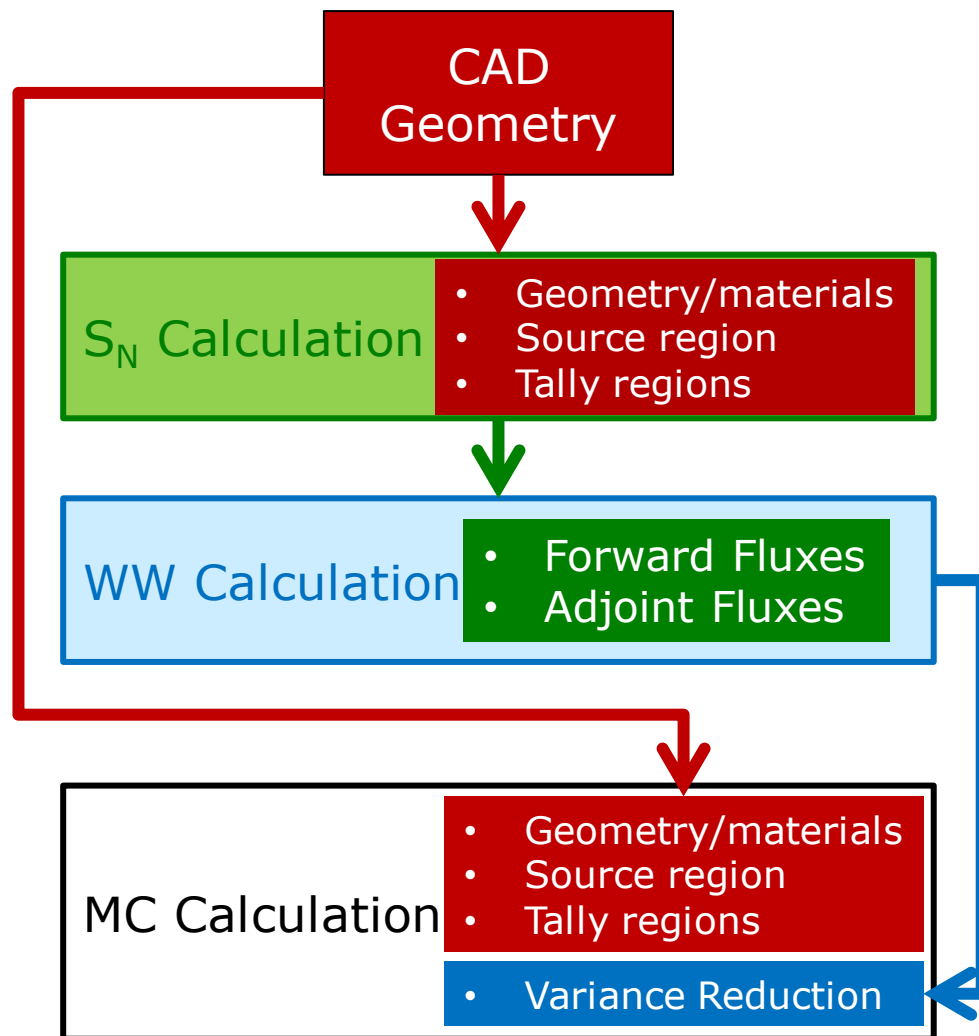 CAD
Geometry
S_N Calculation
• Geometry/materials
• Source region
• Tally regions
WW Calculation
• Forward Fluxes
• Adjoint Fluxes
MC Calculation
• Geometry/materials
• Source region
• Tally regions
• Variance Reduction